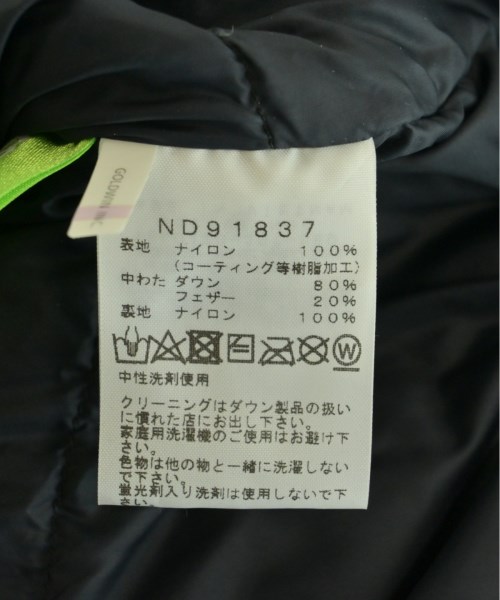 GOLDWIN INC
ND91837
表地 ナイロン 100%
(コーティング等樹脂加工)
中わた ダウン 80%
フェザー 20%
裏地 ナイロン 100%
W
中性洗剤使用
クリーニングはダウン製品の扱い
に慣れた店にお出し下さい。
家庭用洗濯機のご使用はお避け下
さい。
色物は他の物と一緒に洗濯しない
で下さい。
蛍光剤入り洗剤は使用しないで下
さい。